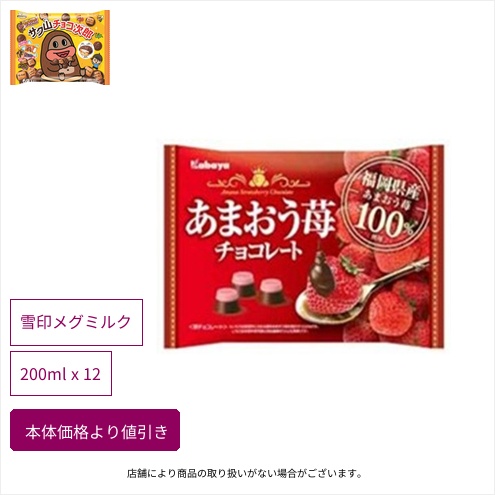 サク山チョコ次郎
Kabaya
Amaou Strawberry Chocolate
あまおう苺
チョコレート
福岡県産
あまおう苺
100%
使用
雪印メグミルク
200ml x 12
本体価格より値引き
店舗により商品の取り扱いがない場合がございます。